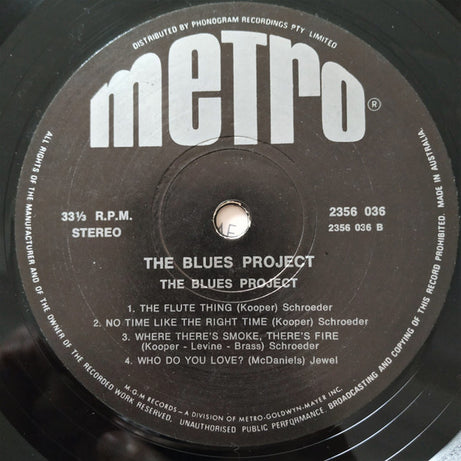 DISTRIBUTED BY PHONOGRAM RECORDINGS PTY. LIMITED
metro®
33⅓ R.P.M.
STEREO
2356 036
2356 036 B
THE BLUES PROJECT
THE BLUES PROJECT
1. THE FLUTE THING (Kooper) Schroeder
2. NO TIME LIKE THE RIGHT TIME (Kooper) Schroeder
3. WHERE THERE'S SMOKE, THERE'S FIRE
(Kooper - Levine - Brass) Schroeder
4. WHO DO YOU LOVE? (McDaniels) Jewel
M-G-M RECORDS — A DIVISION OF METRO-GOLDWYN-MAYER INC.
ALL RIGHTS OF THE MANUFACTURER AND OF THE OWNER OF THE RECORDED WORK RESERVED. UNAUTHORISED PUBLIC PERFORMANCE, BROADCASTING AND COPYING OF THIS RECORD PROHIBITED. MADE IN AUSTRALIA.